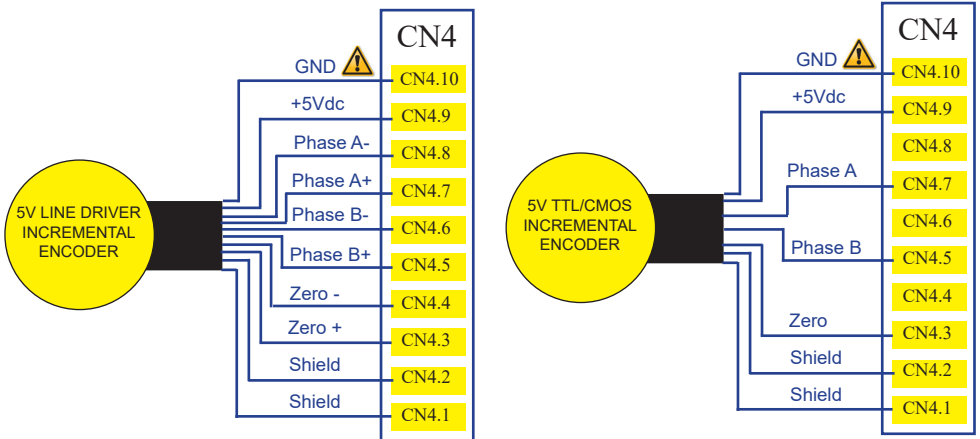 CN4
GND
CN4.10
+5Vdc
CN4.9
Phase A-
CN4.8
Phase A+
CN4.7
Phase B-
CN4.6
Phase B+
CN4.5
Zero -
CN4.4
Zero +
CN4.3
Shield
CN4.2
Shield
CN4.1
5V LINE DRIVER
INCREMENTAL
ENCODER
CN4
GND
CN4.10
+5Vdc
CN4.9
CN4.8
Phase A
CN4.7
CN4.6
Phase B
CN4.5
CN4.4
Zero
CN4.3
Shield
CN4.2
Shield
CN4.1
5V TTL/CMOS
INCREMENTAL
ENCODER